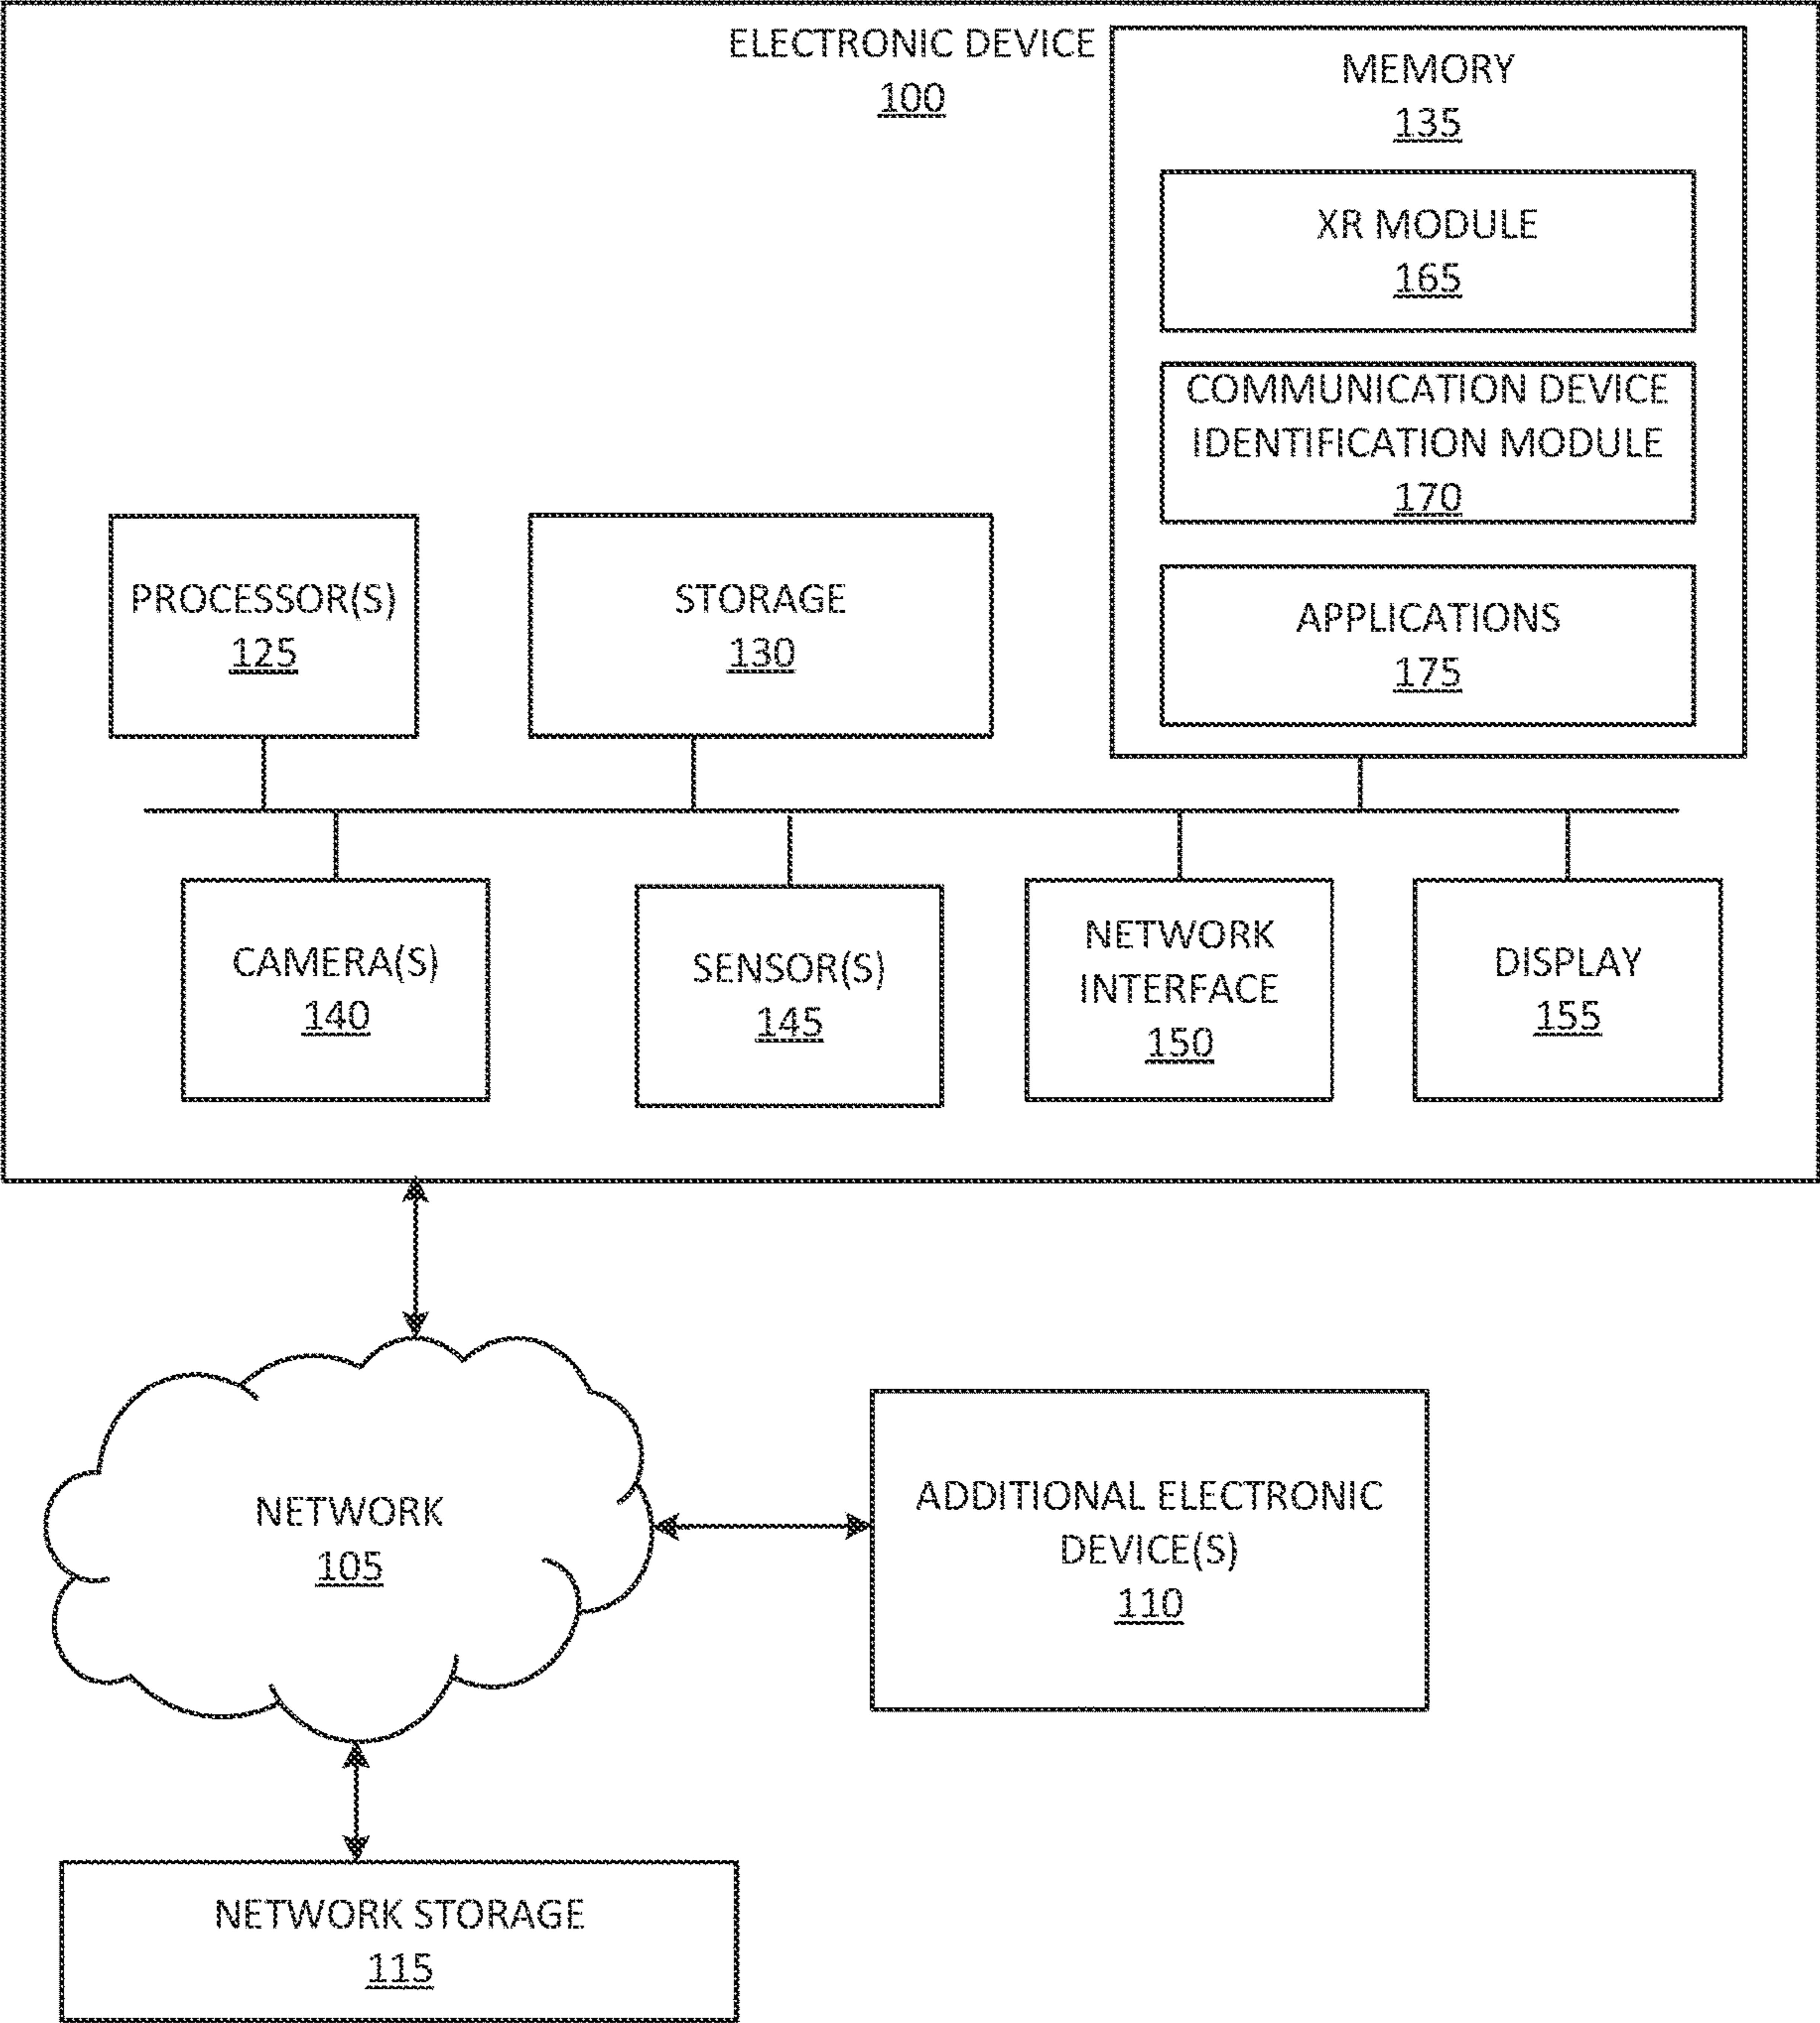 ELECTRONIC DEVICE
100
MEMORY
135
XR MODULE
165
COMMUNICATION DEVICE
IDENTIFICATION MODULE
170
APPLICATIONS
175
PROCESSOR(S)
125
STORAGE
130
CAMERA(S)
140
SENSOR(S)
145
NETWORK
INTERFACE
150
DISPLAY
155
NETWORK
105
ADDITIONAL ELECTRONIC
DEVICE(S)
110
NETWORK STORAGE
115